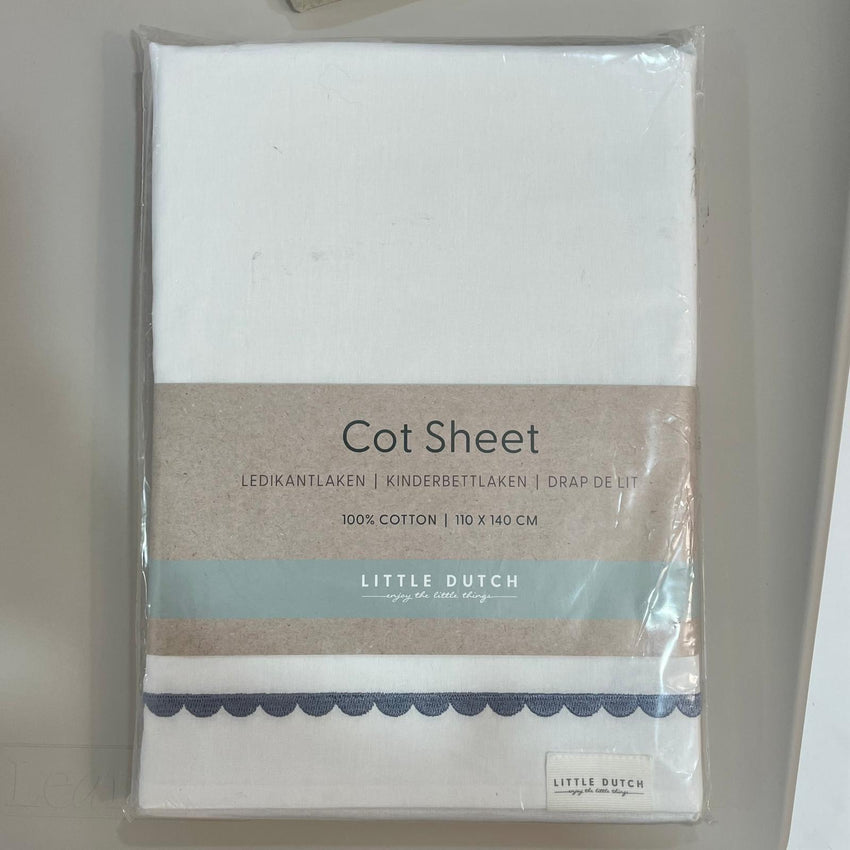 Cot Sheet
LEDIKANTLAKEN | KINDERBETTLAKEN | DRAP DE LIT
100% COTTON | 110 X 140 CM
LITTLE DUTCH
enjoy the little things
LITTLE DUTCH
enjoy the little things